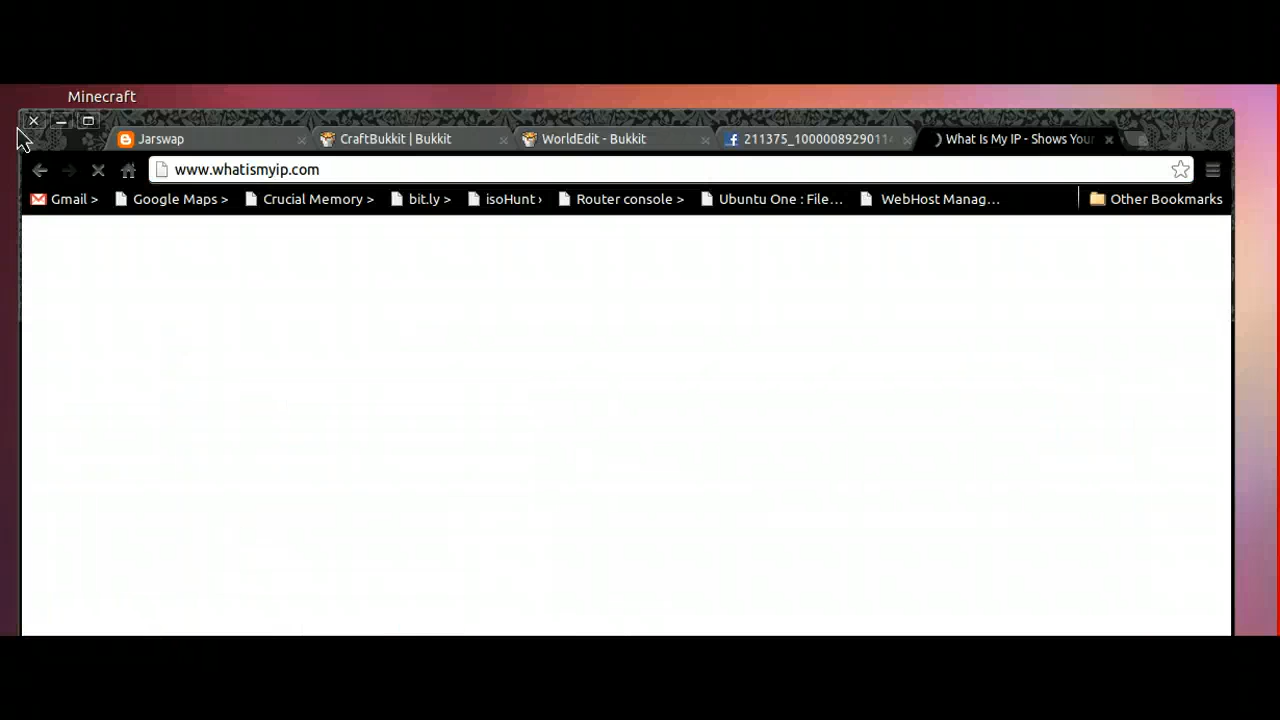 Minecraft
Jarswap CraftBukkit | Bukkit WorldEdit - Bukkit What Is My IP - Shows Your
www.whatismyip.com
Gmail > Google Maps > Crucial Memory > bit.ly > isoHunt › Router console > Ubuntu One : File... WebHost Manag... Other Bookmarks